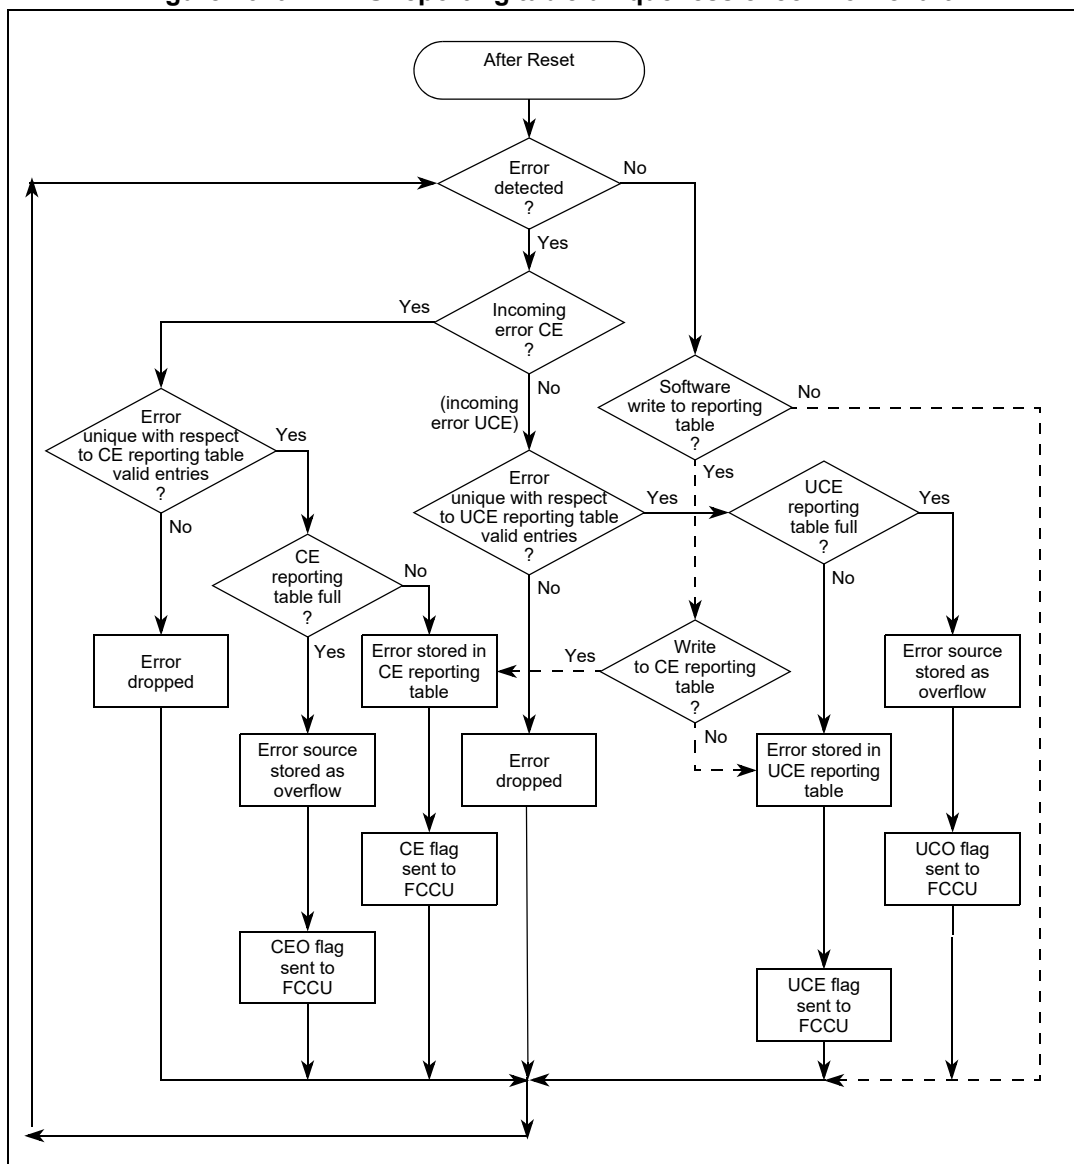 After Reset
Error
detected
?
No
Yes
Yes
Incoming
error CE
?
No
(incoming
error UCE)
Software
write to reporting
table
?
No
Yes
Error
unique with respect
to CE reporting table
valid entries
?
Yes
No
Error
unique with respect
to UCE reporting table
valid entries
?
Yes
No
UCE
reporting
table full
?
Yes
No
CE
reporting
table full
?
No
Yes
Error
dropped
Error stored in
CE reporting
table
Yes
Write
to CE reporting
table
?
No
Error source
stored as
overflow
Error source
stored as
overflow
Error
dropped
Error stored in
UCE reporting
table
CE flag
sent to
FCCU
UCO flag
sent to
FCCU
CEO flag
sent to
FCCU
UCE flag
sent to
FCCU